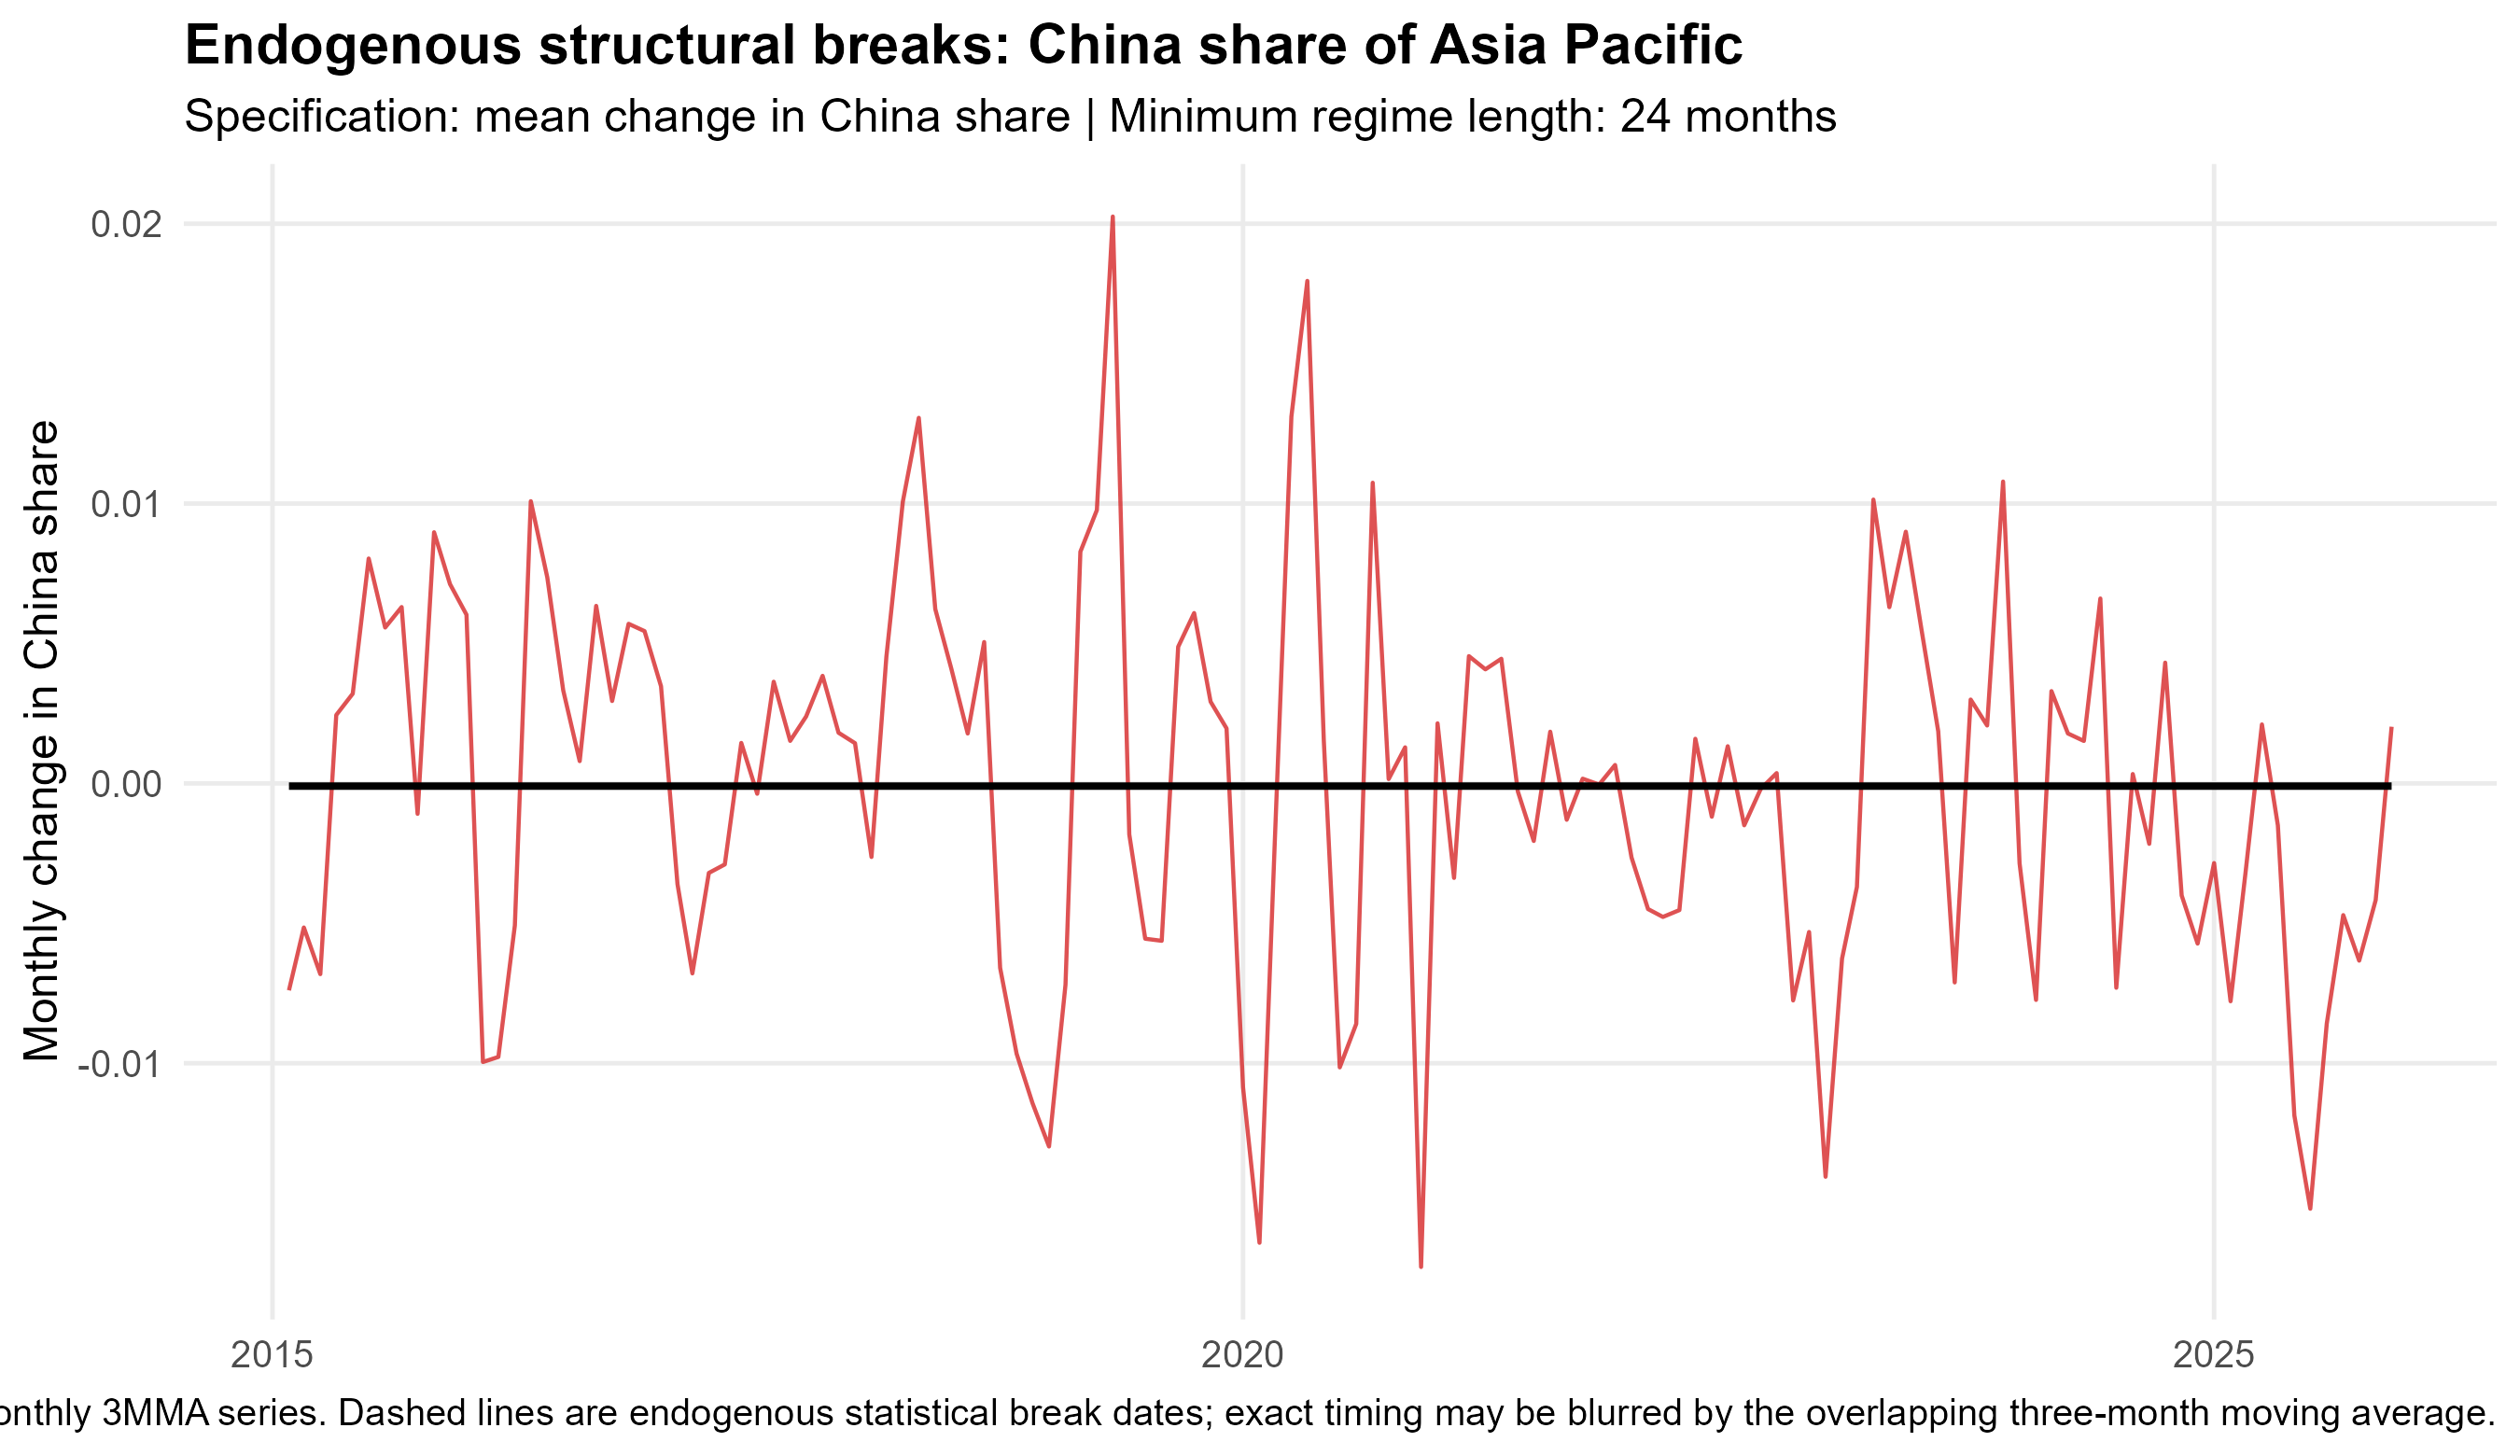 Endogenous structural breaks: China share of Asia Pacific
Specification: mean change in China share | Minimum regime length: 24 months
Monthly change in China share
0.02
0.01
0.00
-0.01
2015
2020
2025
onthly 3MMA series. Dashed lines are endogenous statistical break dates; exact timing may be blurred by the overlapping three-month moving average.